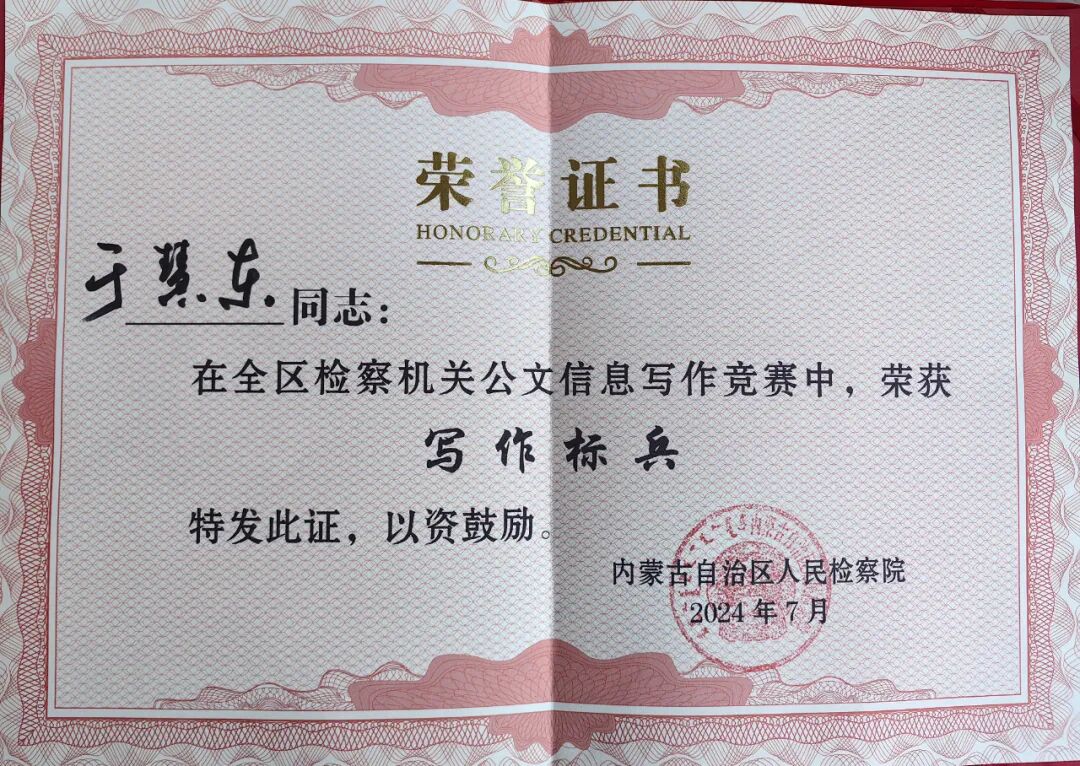 荣誉证书
HONORARY CREDENTIAL
于慧东同志：
在全区检察机关公文信息写作竞赛中，荣获
写作标兵
特发此证，以资鼓励。
内蒙古自治区人民检察院
2024年7月